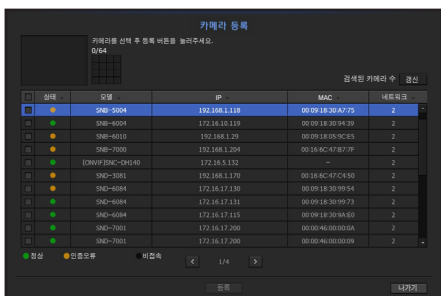 카메라 등록
카메라를 선택 후 등록 버튼을 눌러주세요.
0/64
검색된 카메라 수 갱신
상태 모델 IP MAC 네트워크
SNB-5004 192.168.1.118 00:09:18:30:A7:75 2
SNB-6004 172.16.10.119 00:09:18:30:94:39 2
SNB-6010 192.168.1.29 00:09:18:05:9C:E5 2
SNB-7000 192.168.1.204 00:16:6C:47:B7:7F 2
[ONVIF]SNC-DH140 172.16.5.132 - 2
SND-3081 192.168.1.170 00:16:6C:47:C4:50 2
SNB-6084 172.16.17.130 00:09:18:30:99:54 2
SND-6084 172.16.17.131 00:09:18:30:99:73 2
SND-6084 172.16.17.115 00:09:18:30:9A:E0 2
SND-7001 172.16.17.200 00:00:46:00:00:09 2
SND-7001 172.16.17.200 00:00:46:00:00:09 2
정상 인증오류 비접속
< 1/4 >
등록 나가기